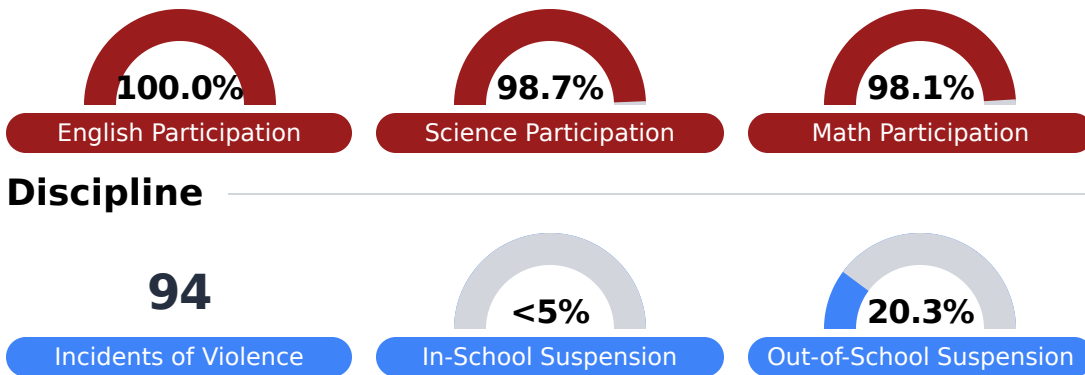 100.0% 98.7% 98.1%
English Participation Science Participation Math Participation
Discipline
94 <5% 20.3%
Incidents of Violence In-School Suspension Out-of-School Suspension